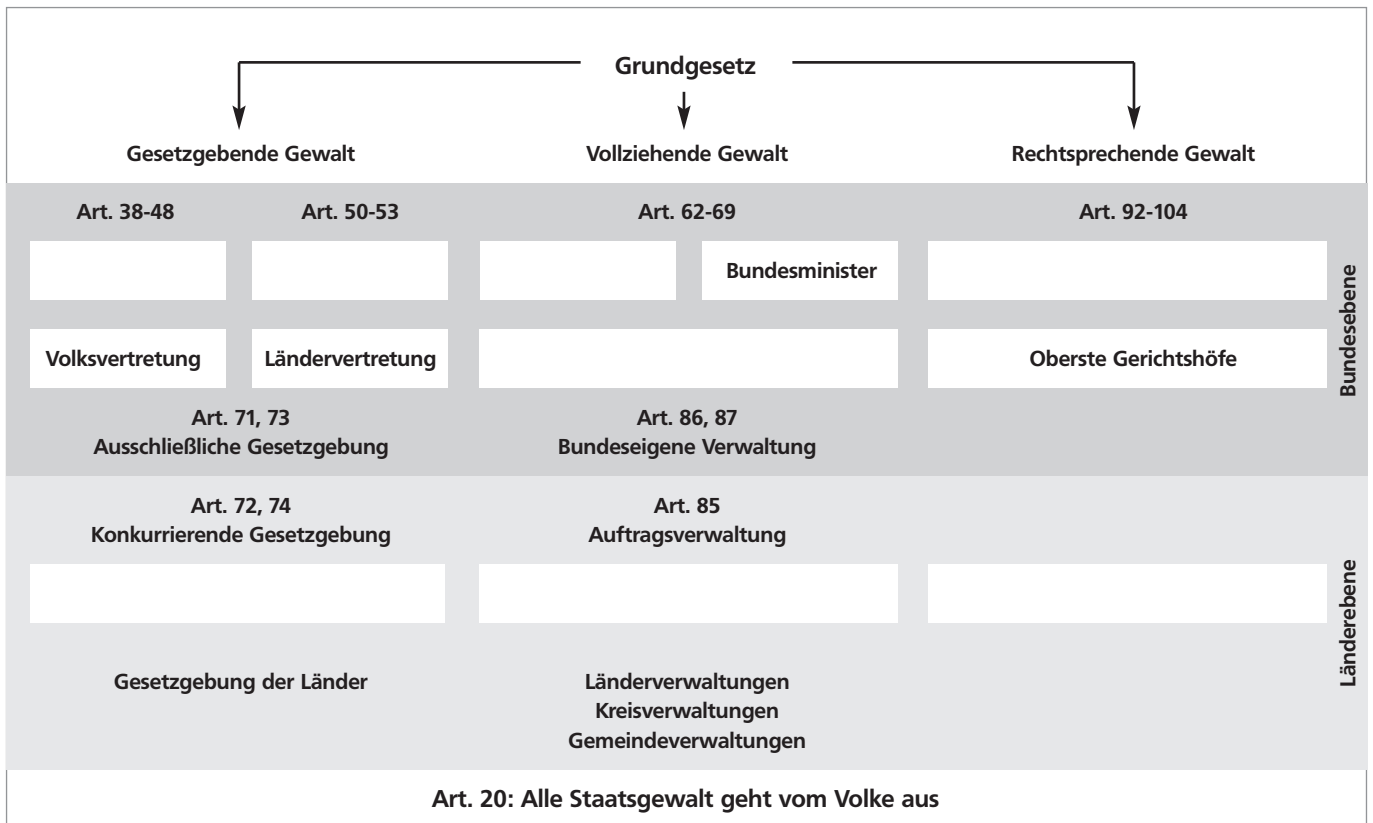 Grundgesetz
Gesetzgebende Gewalt
Vollziehende Gewalt
Rechtsprechende Gewalt
Art. 38-48
Art. 50-53
Art. 62-69
Art. 92-104
Bundesminister
Volksvertretung
Ländervertretung
Oberste Gerichtshöfe
Bundesebene
Art. 71, 73
Ausschließliche Gesetzgebung
Art. 86, 87
Bundeseigene Verwaltung
Art. 72, 74
Konkurrierende Gesetzgebung
Art. 85
Auftragsverwaltung
Länderebene
Gesetzgebung der Länder
Länderverwaltungen
Kreisverwaltungen
Gemeindeverwaltungen
Art. 20: Alle Staatsgewalt geht vom Volke aus